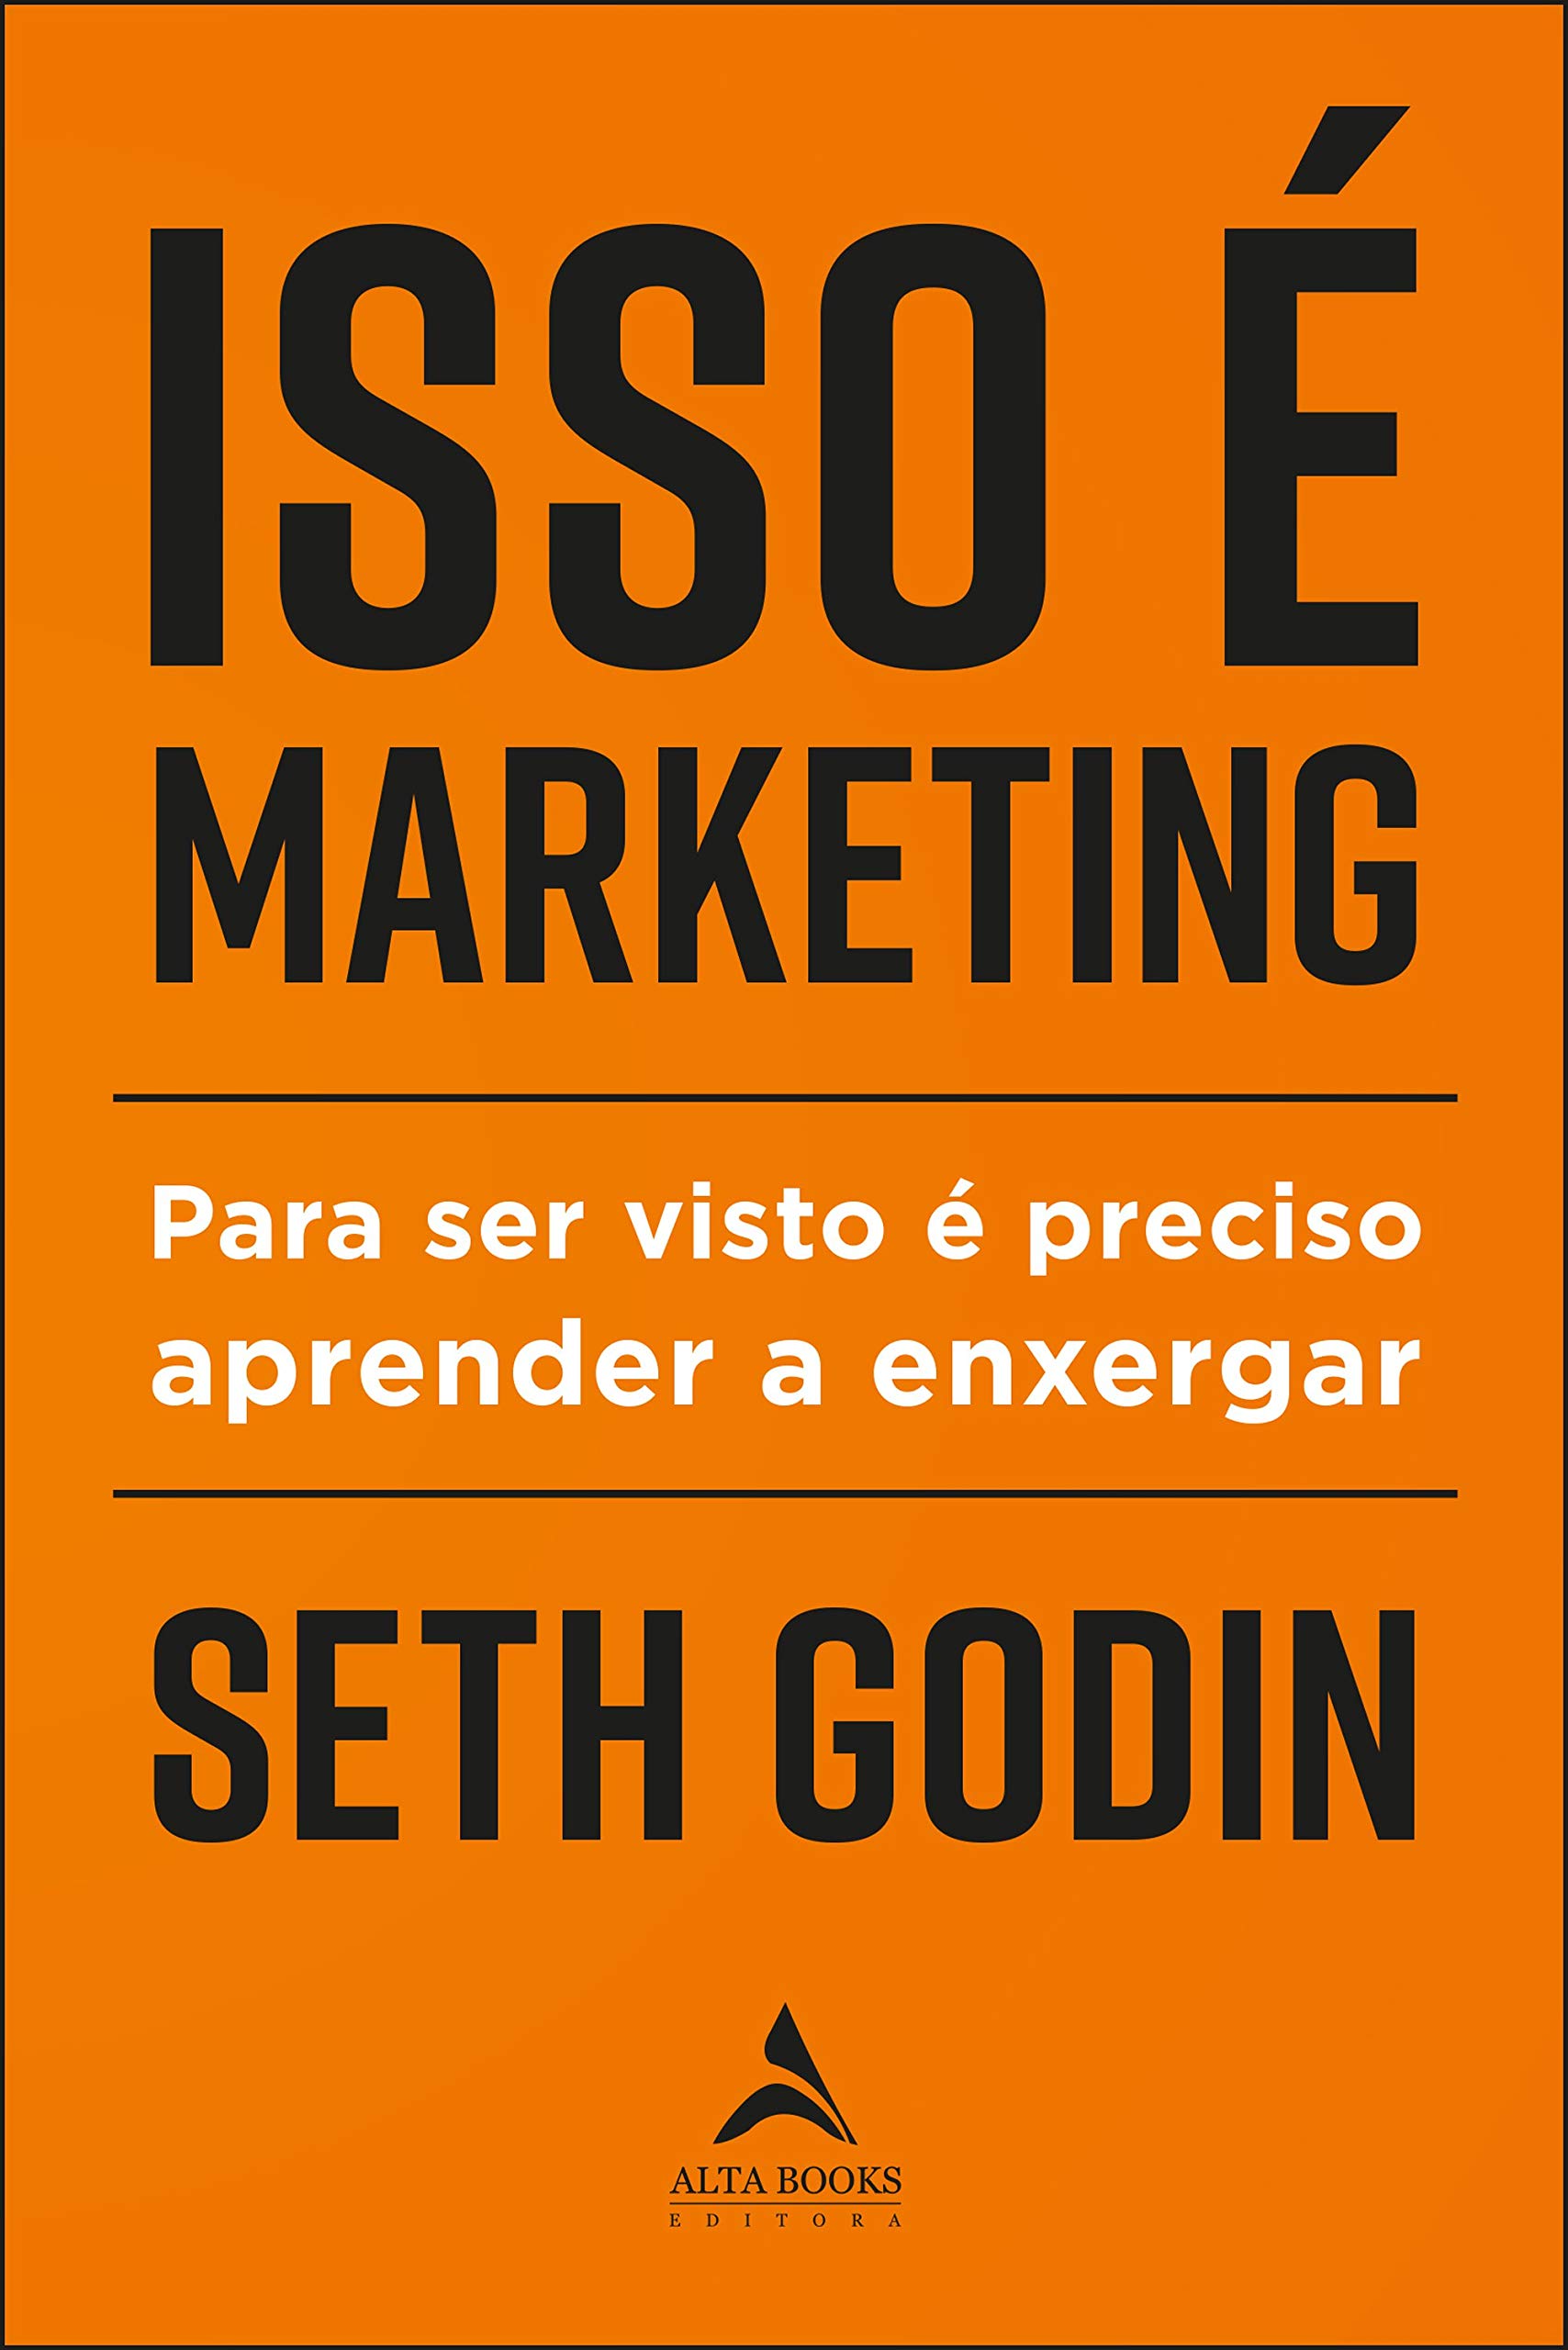 ISSO É
MARKETING
Para ser visto é preciso
aprender a enxergar
SETH GODIN
ALTA BOOKS
EDITORA